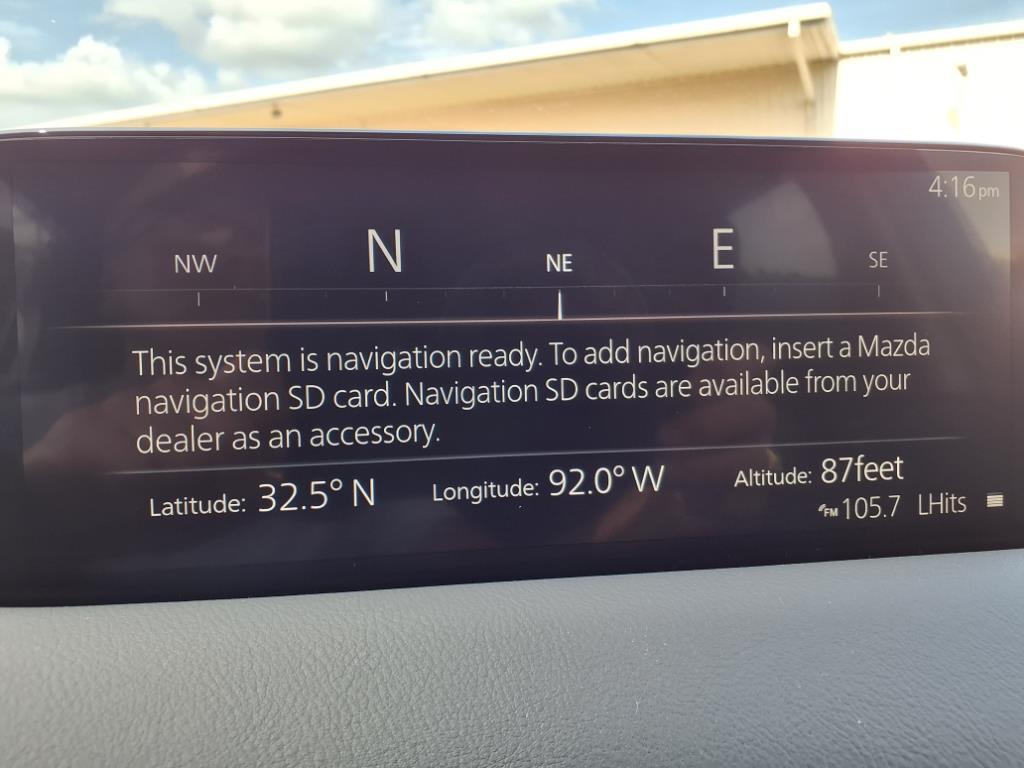 4:16pm
NW N NE E SE
This system is navigation ready. To add navigation, insert a Mazda
navigation SD card. Navigation SD cards are available from your
dealer as an accessory.
Latitude: 32.5° N Longitude: 92.0° W Altitude: 87feet
FM 105.7 LHits